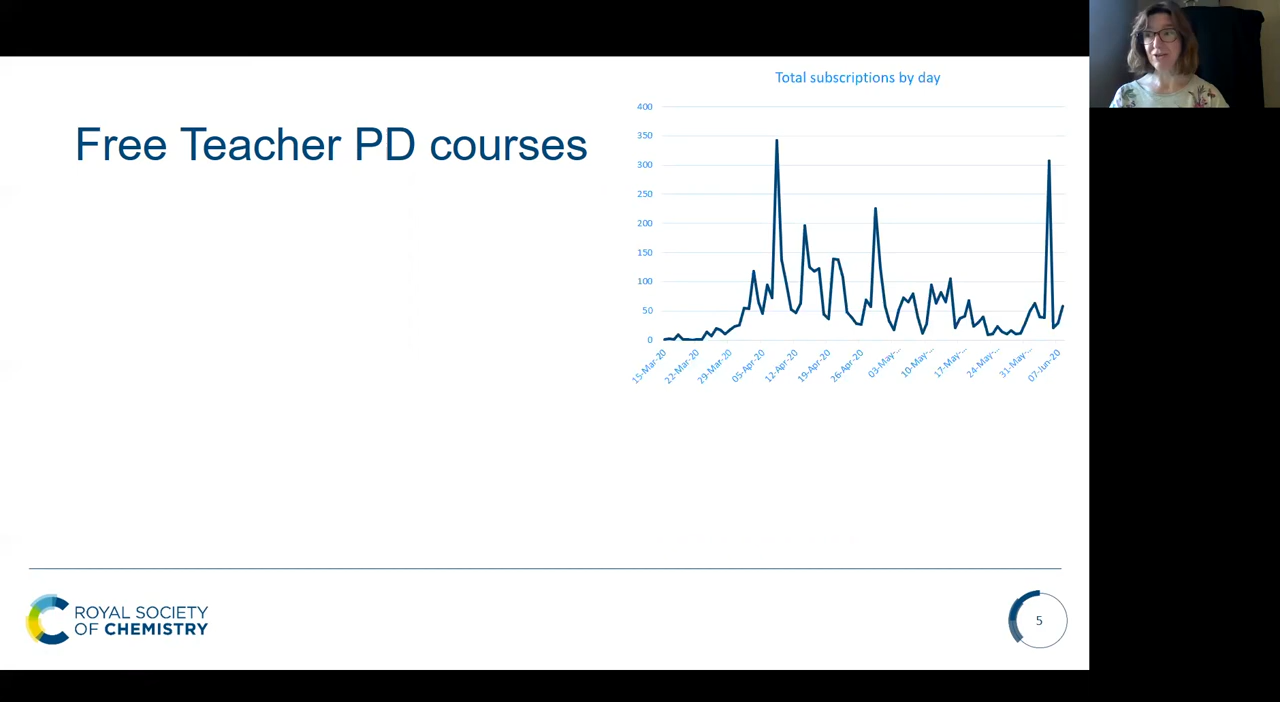 Total subscriptions by day
Free Teacher PD courses
400
350
300
250
200
150
100
50
0
15-Mar-20
22-Mar-20
29-Mar-20
05-Apr-20
12-Apr-20
19-Apr-20
26-Apr-20
03-May-...
10-May-...
17-May-...
24-May-...
31-May-...
07-Jun-20
ROYAL SOCIETY
OF CHEMISTRY
5